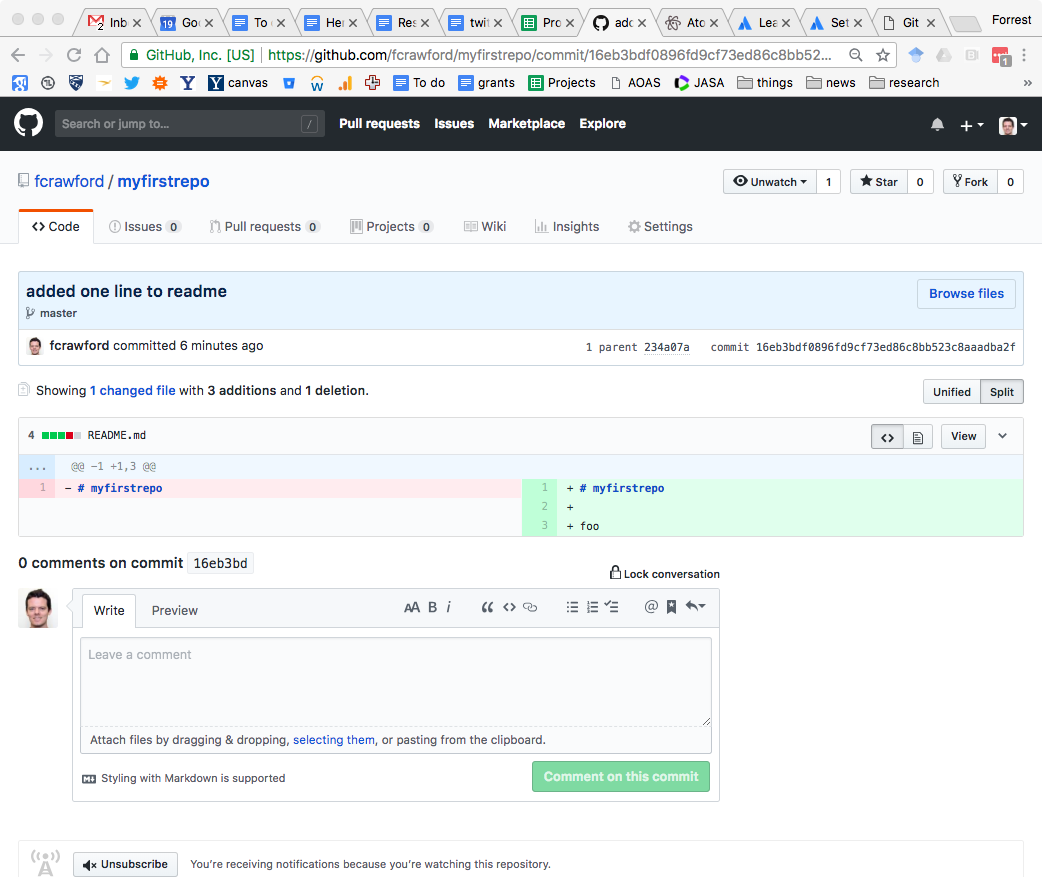 Inb Goo To Her Res twit Pro add Ato Lea Set Git Forrest
GitHub, Inc. [US] https://github.com/fcrawford/myfirstrepo/commit/16eb3bdf0896fd9cf73ed86c8bb52...
canvas To do grants Projects AOAS JASA things news research »
Search or jump to... / Pull requests Issues Marketplace Explore
fcrawford / myfirstrepo Unwatch 1 Star 0 Fork 0
Code Issues 0 Pull requests 0 Projects 0 Wiki Insights Settings
added one line to readme Browse files
master
fcrawford committed 6 minutes ago 1 parent 234a07a commit 16eb3bdf0896fd9cf73ed86c8bb523c8aaadba2f
Showing 1 changed file with 3 additions and 1 deletion. Unified Split
4 README.md <> View
... @@ -1 +1,3 @@
1 - # myfirstrepo 1 + # myfirstrepo
2 +
3 + foo
0 comments on commit 16eb3bd
Lock conversation
Write Preview AA B i “ <> @
Leave a comment
Attach files by dragging & dropping, selecting them, or pasting from the clipboard.
Styling with Markdown is supported Comment on this commit
Unsubscribe You’re receiving notifications because you’re watching this repository.